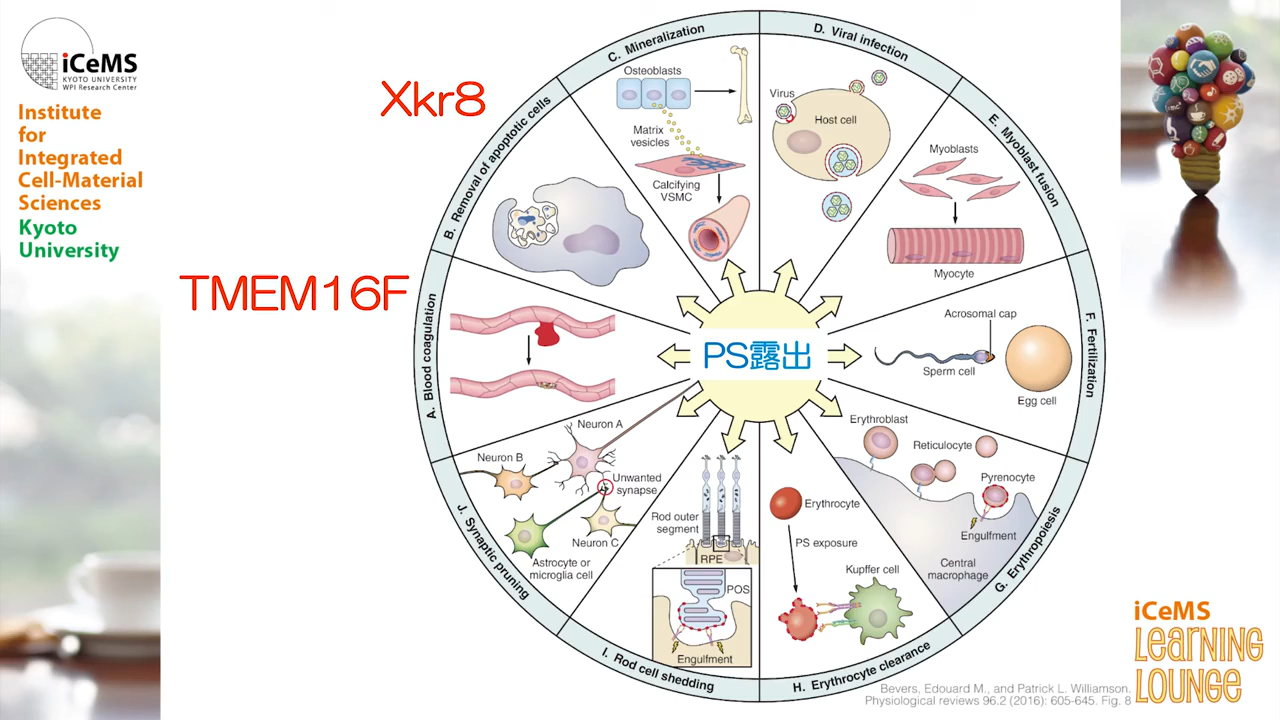 iCeMS
KYOTO UNIVERSITY
WPI Research Center
Institute
for
Integrated
Cell-Material
Sciences
Kyoto
University
Xkr8
TMEM16F
PS露出
A. Blood coagulation
B. Removal of apoptotic cells
C. Mineralization
Osteoblasts
Matrix
vesicles
Calcifying
VSMC
D. Viral infection
Virus
Host cell
E. Myoblast fusion
Myoblasts
Myocyte
F. Fertilization
Acrosomal cap
Sperm cell
Egg cell
G. Erythropoiesis
Erythroblast
Reticulocyte
Pyrenocyte
Engulfment
Central
macrophage
H. Erythrocyte clearance
Erythrocyte
PS exposure
Kupffer cell
I. Rod cell shedding
Rod outer
segment
RPE
POS
Engulfment
J. Synaptic pruning
Neuron A
Neuron B
Unwanted
synapse
Neuron C
Astrocyte or
microglia cell
Bevers, Edouard M., and Patrick L. Williamson.
Physiological reviews 96.2 (2016): 605-645. Fig. 8
iCeMS
LEARNING
LOUNGE